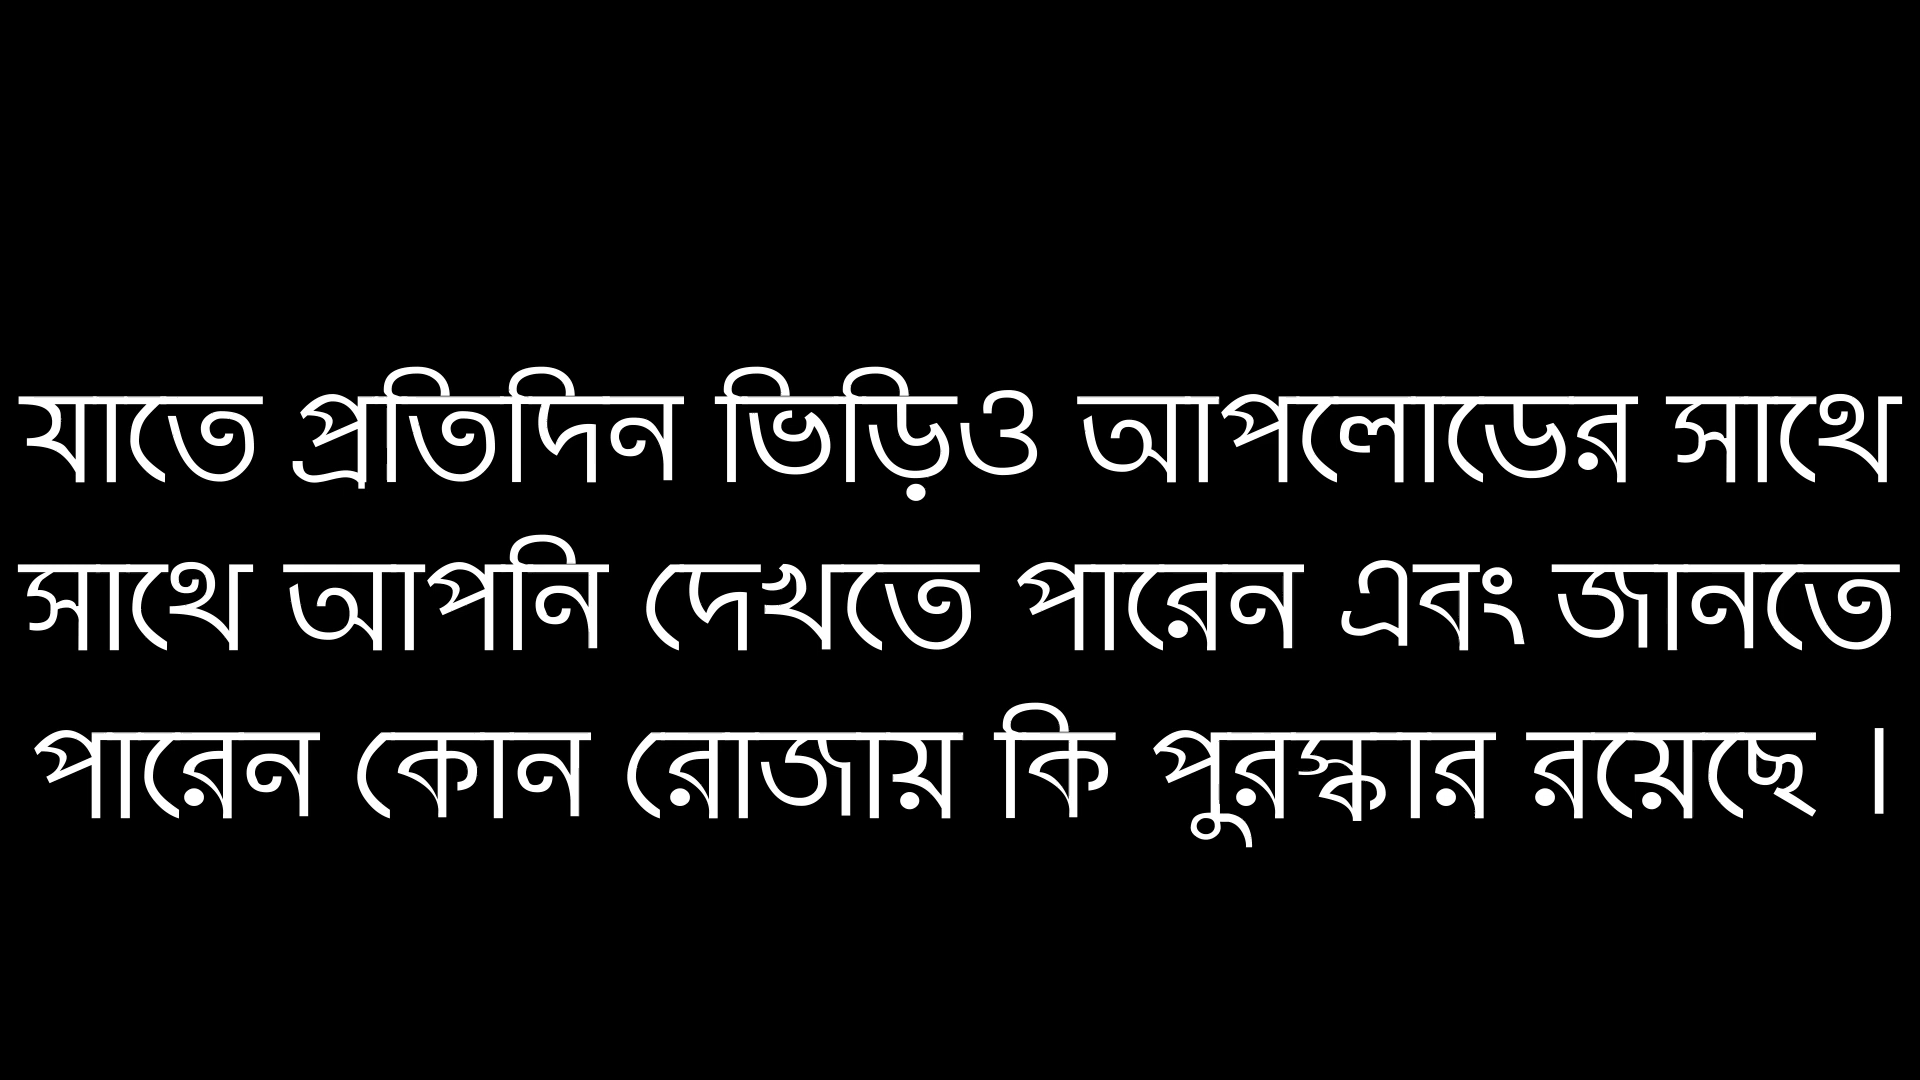 যাতে প্রতিদিন ভিড়িও আপলোডের সাথে
সাথে আপনি দেখতে পারেন এবং জানতে
পারেন কোন রোজায় কি পুরস্কার রয়েছে ।